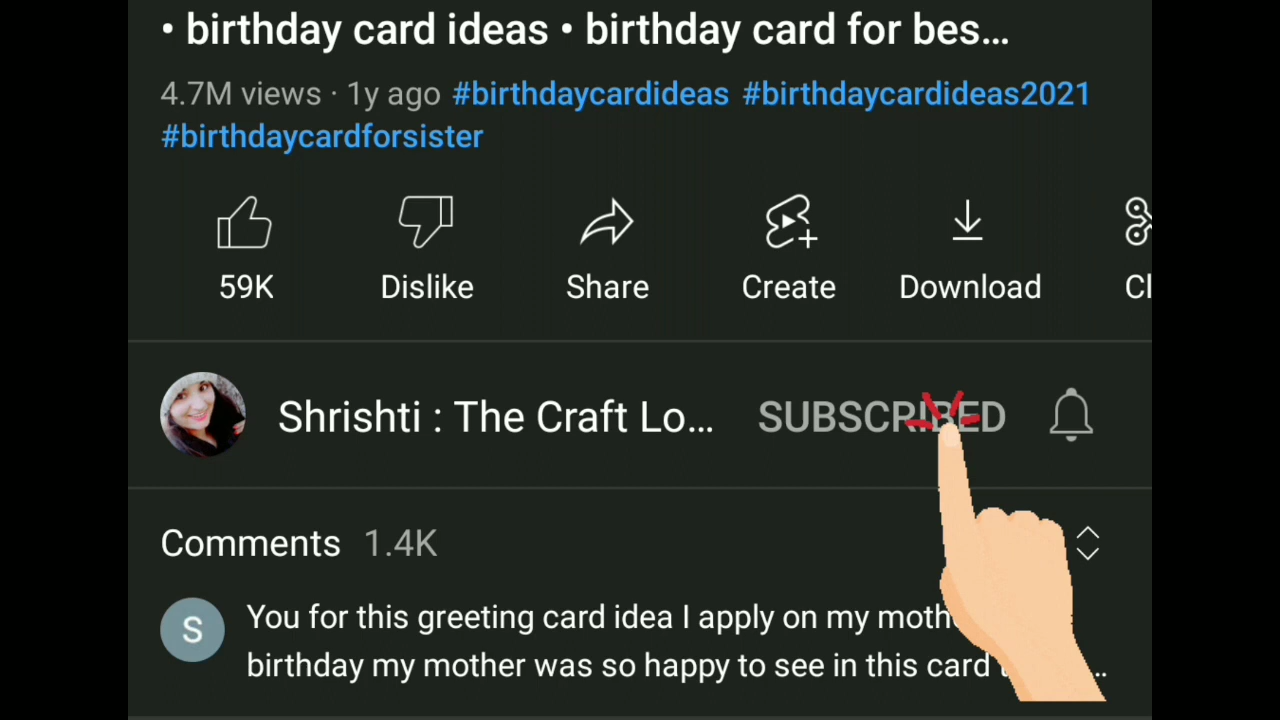 • birthday card ideas • birthday card for bes...
4.7M views · 1y ago #birthdaycardideas #birthdaycardideas2021
#birthdaycardforsister
59K Dislike Share Create Download Cl
Shrishti : The Craft Lo... SUBSCRIBED
Comments 1.4K
S
You for this greeting card idea I apply on my
birthday my mother was so happy to see in this card